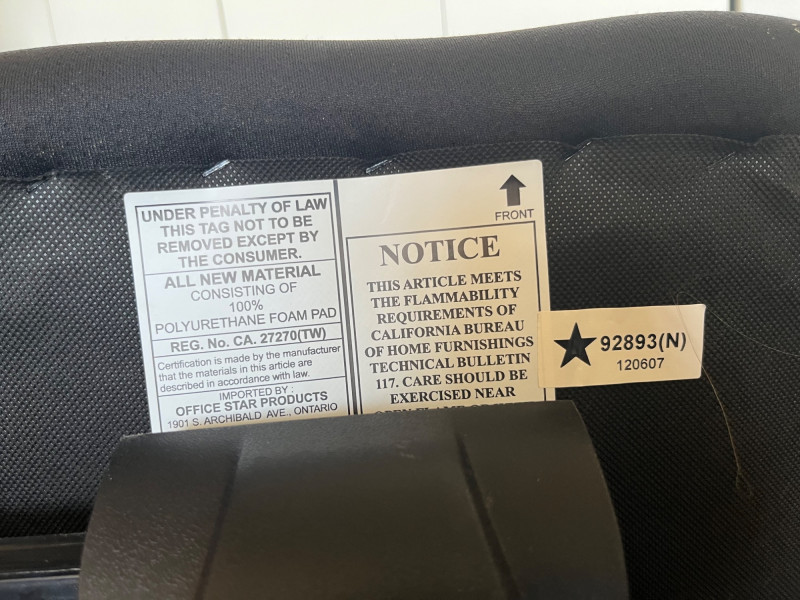 UNDER PENALTY OF LAW
THIS TAG NOT TO BE
REMOVED EXCEPT BY
THE CONSUMER.
ALL NEW MATERIAL
CONSISTING OF
100%
POLYURETHANE FOAM PAD
REG. No. CA. 27270(TW)
Certification is made by the manufacturer
that the materials in this article are
described in accordance with law.
IMPORTED BY :
OFFICE STAR PRODUCTS
1901 S. ARCHIBALD AVE., ONTARIO
FRONT
NOTICE
THIS ARTICLE MEETS
THE FLAMMABILITY
REQUIREMENTS OF
CALIFORNIA BUREAU
OF HOME FURNISHINGS
TECHNICAL BULLETIN
117. CARE SHOULD BE
EXERCISED NEAR
92893(N)
120607